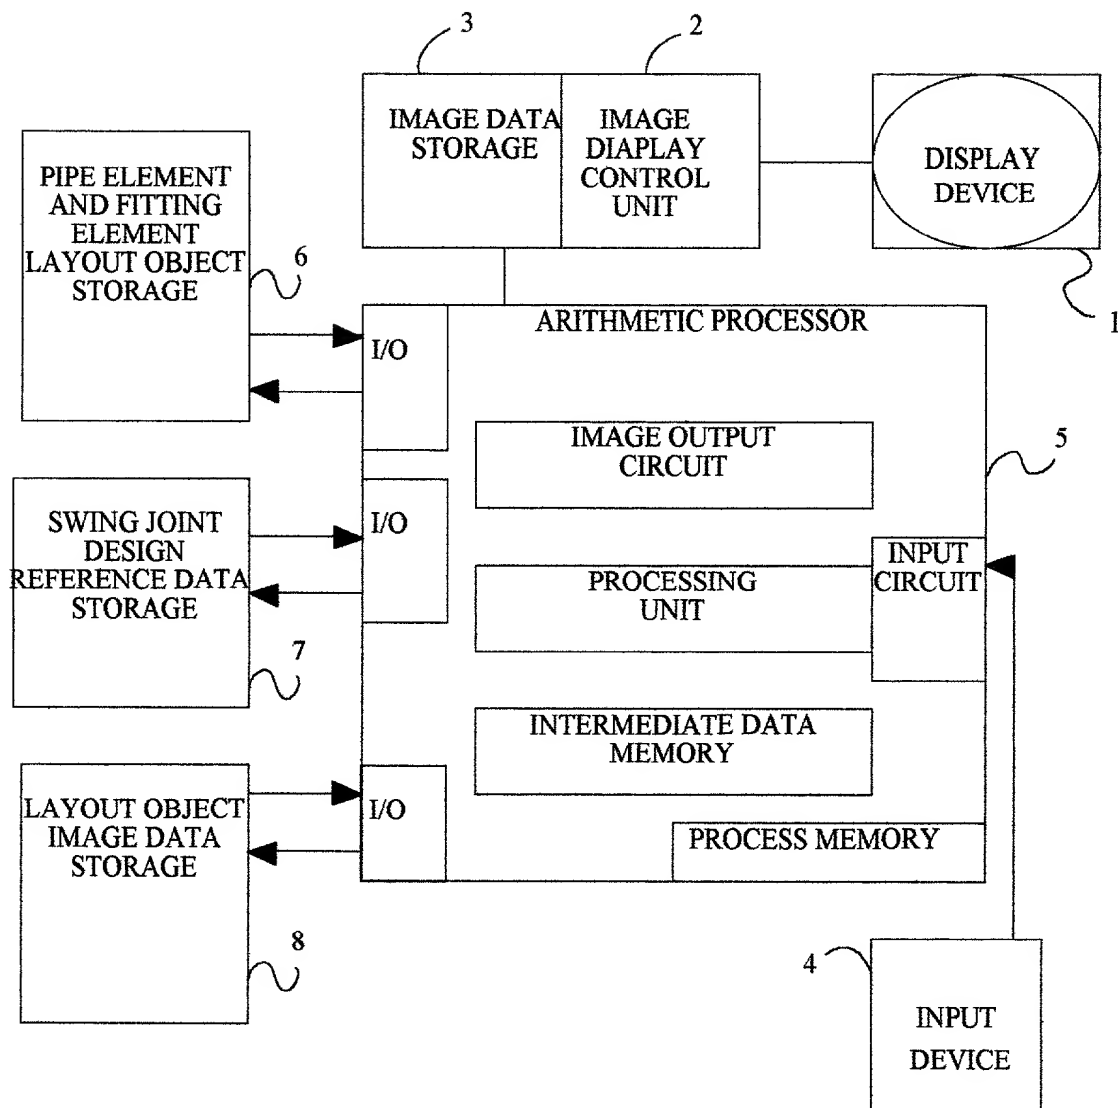 3
2
IMAGE DATA
STORAGE
IMAGE
DIAPLAY
CONTROL
UNIT
DISPLAY
DEVICE
1
PIPE ELEMENT
AND FITTING
ELEMENT
LAYOUT OBJECT
STORAGE
6
ARITHMETIC PROCESSOR
I/O
IMAGE OUTPUT
CIRCUIT
5
SWING JOINT
DESIGN
REFERENCE DATA
STORAGE
7
I/O
PROCESSING
UNIT
INPUT
CIRCUIT
INTERMEDIATE DATA
MEMORY
LAYOUT OBJECT
IMAGE DATA
STORAGE
8
I/O
PROCESS MEMORY
4
INPUT
DEVICE